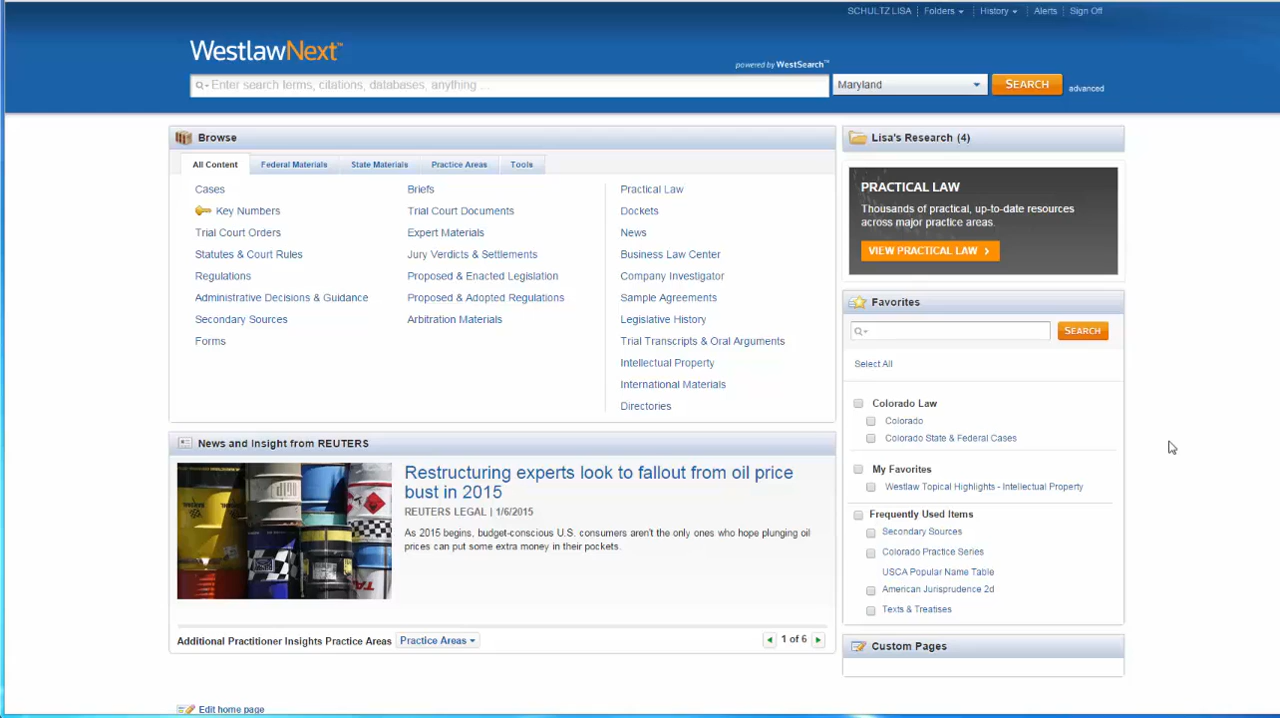 SCHULTZ LISA Folders History Alerts Sign Off
WestlawNext™
powered by WestSearch™
Enter search terms, citations, databases, anything ...
Maryland
SEARCH
advanced
Browse
All Content Federal Materials State Materials Practice Areas Tools
Cases
Key Numbers
Trial Court Orders
Statutes & Court Rules
Regulations
Administrative Decisions & Guidance
Secondary Sources
Forms
Briefs
Trial Court Documents
Expert Materials
Jury Verdicts & Settlements
Proposed & Enacted Legislation
Proposed & Adopted Regulations
Arbitration Materials
Practical Law
Dockets
News
Business Law Center
Company Investigator
Sample Agreements
Legislative History
Trial Transcripts & Oral Arguments
Intellectual Property
International Materials
Directories
News and Insight from REUTERS
Restructuring experts look to fallout from oil price
bust in 2015
REUTERS LEGAL | 1/6/2015
As 2015 begins, budget-conscious U.S. consumers aren't the only ones who hope plunging oil
prices can put some extra money in their pockets.
Additional Practitioner Insights Practice Areas Practice Areas
1 of 6
Edit home page
Lisa's Research (4)
PRACTICAL LAW
Thousands of practical, up-to-date resources
across major practice areas.
VIEW PRACTICAL LAW
Favorites
SEARCH
Select All
Colorado Law
Colorado
Colorado State & Federal Cases
My Favorites
Westlaw Topical Highlights - Intellectual Property
Frequently Used Items
Secondary Sources
Colorado Practice Series
USCA Popular Name Table
American Jurisprudence 2d
Texts & Treatises
Custom Pages